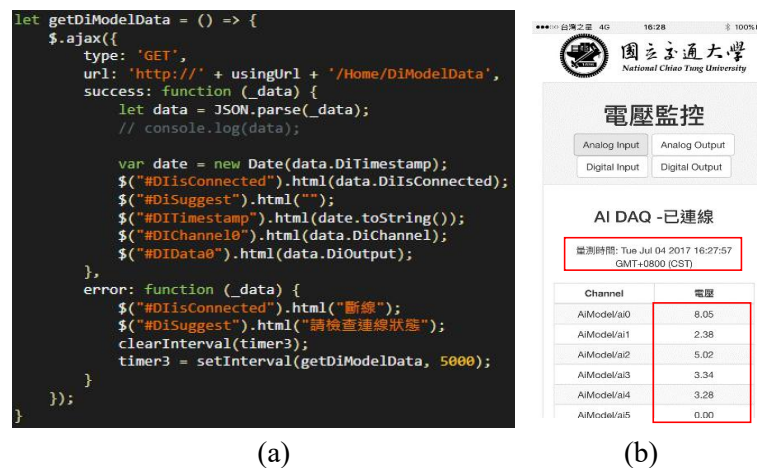 let getDiModelData = () => {
$.ajax({
type: 'GET',
url: 'http://' + usingUrl + '/Home/DiModelData',
success: function (_data) {
let data = JSON.parse(_data);
// console.log(data);
var date = new Date(data.DiTimestamp);
$("#DIisConnected").html(data.DiIsConnected);
$("#DiSuggest").html("");
$("#DITimestamp").html(date.toString());
$("#DIChannel0").html(data.DiChannel);
$("#DIData0").html(data.DiOutput);
},
error: function (_data) {
$("#DIisConnected").html("斷線");
$("#DiSuggest").html("請檢查連線狀態");
clearInterval(timer3);
timer3 = setInterval(getDiModelData, 5000);
}
});
}
(a)
台灣之星 4G 16:28 100%
國立交通大學
National Chiao Tung University
電壓監控
Analog Input Analog Output
Digital Input Digital Output
AI DAQ -已連線
量測時間: Tue Jul 04 2017 16:27:57
GMT+0800 (CST)
Channel 電壓
AiModel/ai0 8.05
AiModel/ai1 2.38
AiModel/ai2 5.02
AiModel/ai3 3.34
AiModel/ai4 3.28
AiModel/ai5 0.00
(b)